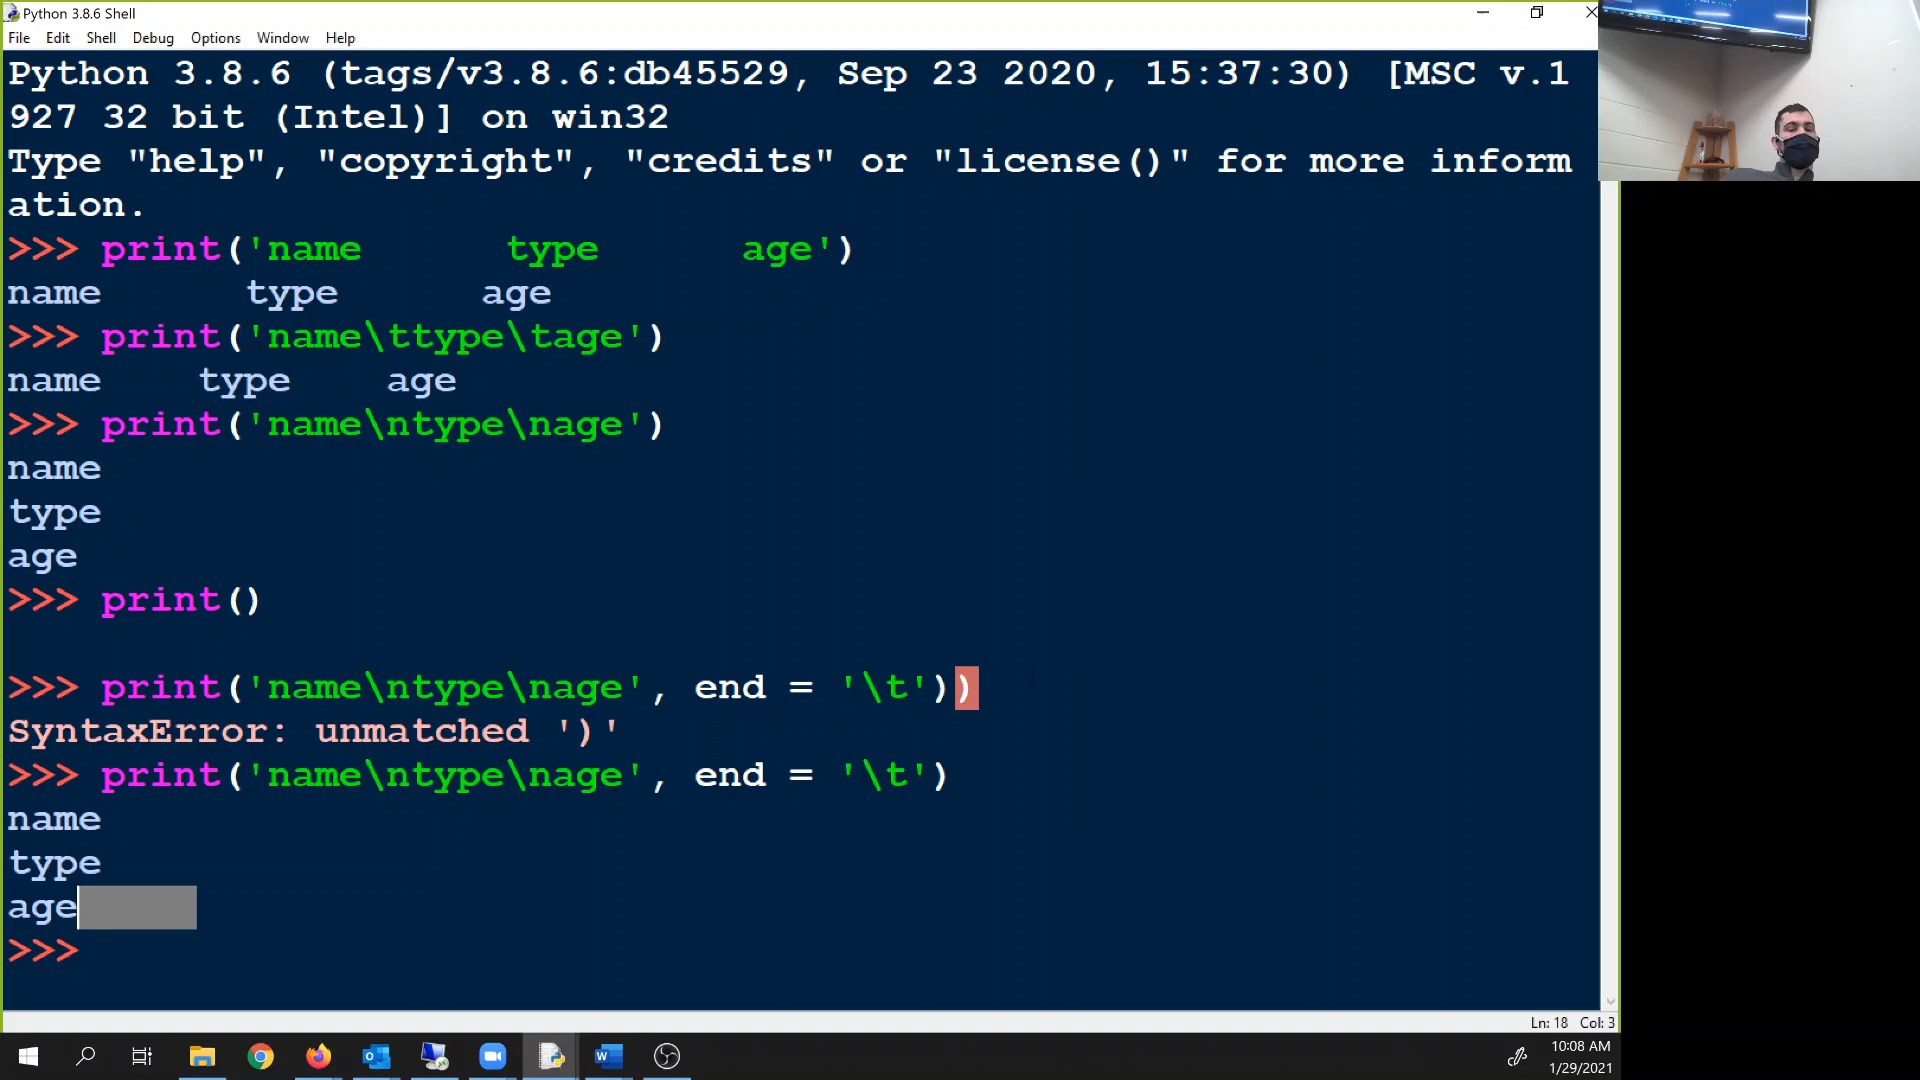 Python 3.8.6 Shell
File Edit Shell Debug Options Window Help
Python 3.8.6 (tags/v3.8.6:db45529, Sep 23 2020, 15:37:30) [MSC v.1
927 32 bit (Intel)] on win32
Type "help", "copyright", "credits" or "license()" for more inform
ation.
>>> print('name      type      age')
name      type      age
>>> print('name\ttype\tage')
name    type    age
>>> print('name\ntype\nage')
name
type
age
>>> print()
>>> print('name\ntype\nage', end = '\t'))
SyntaxError: unmatched ')'
>>> print('name\ntype\nage', end = '\t')
name
type
age
>>>
Ln: 18 Col: 3
10:08 AM
1/29/2021